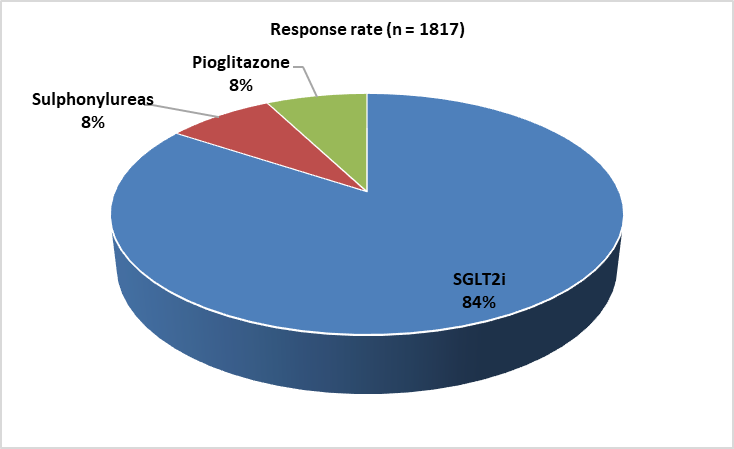 Response rate (n = 1817)
Pioglitazone
8%
Sulphonylureas
8%
SGLT2i
84%